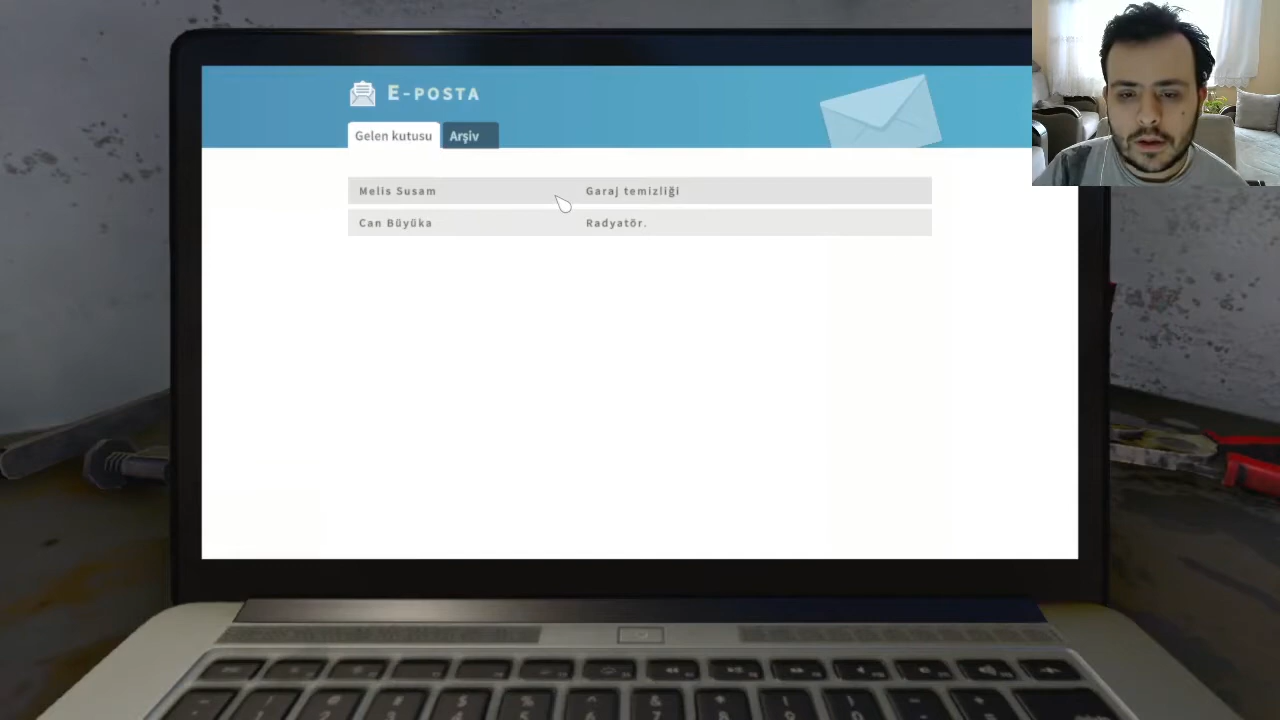 E-POSTA
Gelen kutusu Arşiv
Melis Susam Garaj temizliği
Can Büyüka Radyatör.